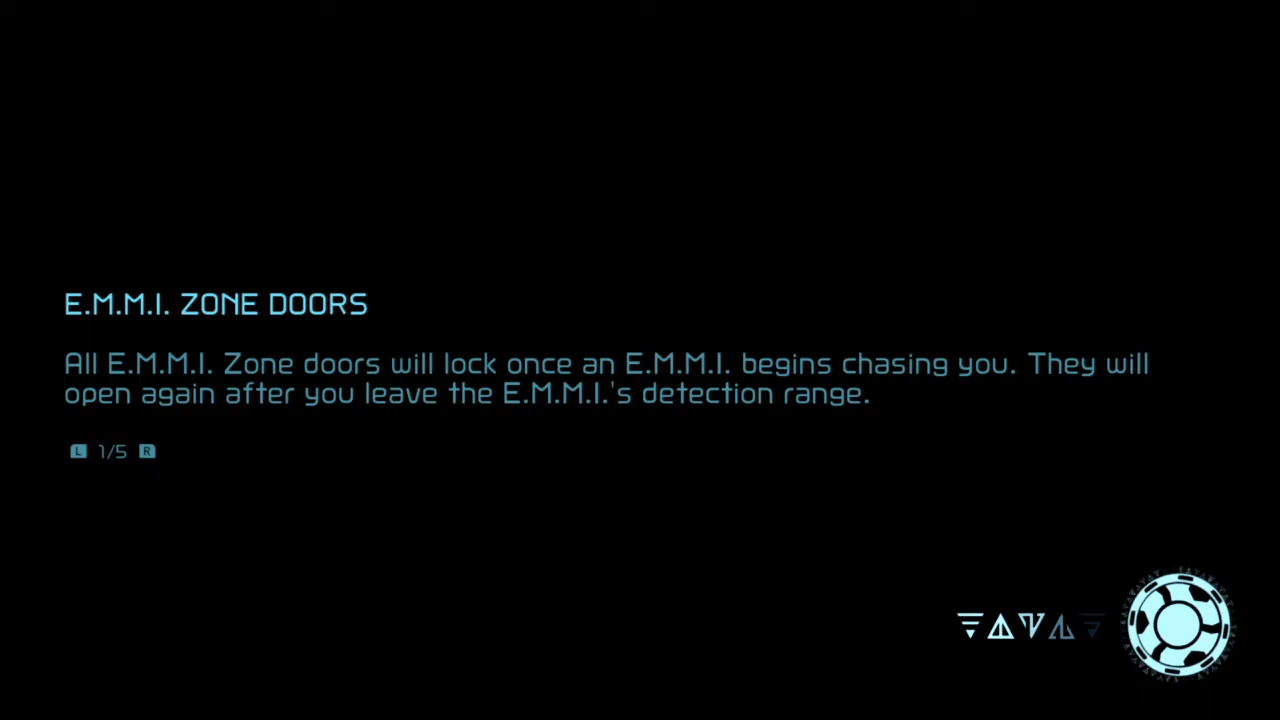 E.M.M.I. ZONE DOORS
All E.M.M.I. Zone doors will lock once an E.M.M.I. begins chasing you. They will
open again after you leave the E.M.M.I.'s detection range.
L 1/5 R